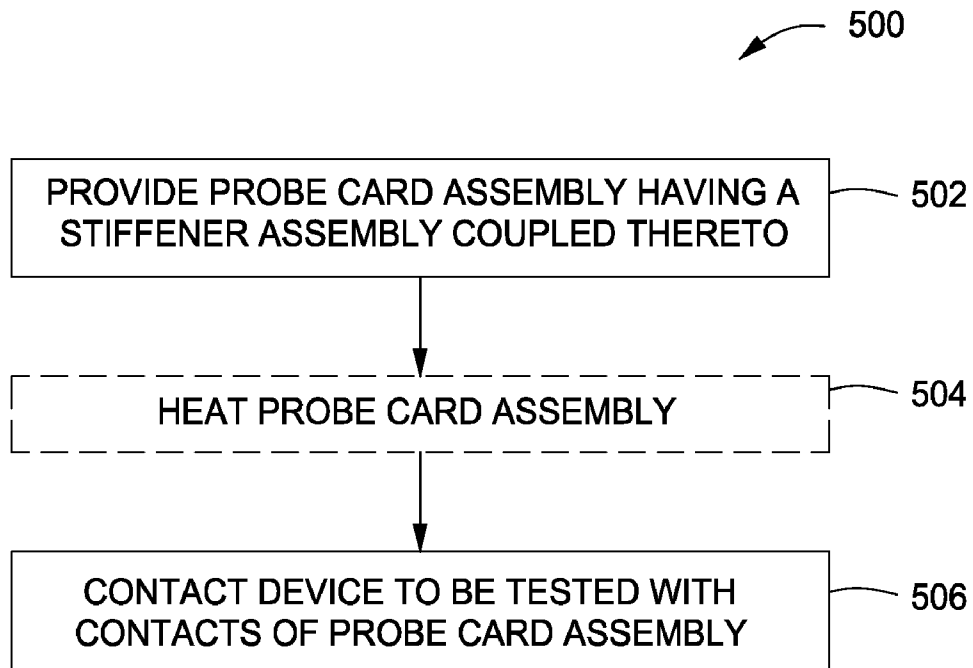 500
PROVIDE PROBE CARD ASSEMBLY HAVING A
STIFFENER ASSEMBLY COUPLED THERETO
502
HEAT PROBE CARD ASSEMBLY
504
CONTACT DEVICE TO BE TESTED WITH
CONTACTS OF PROBE CARD ASSEMBLY
506